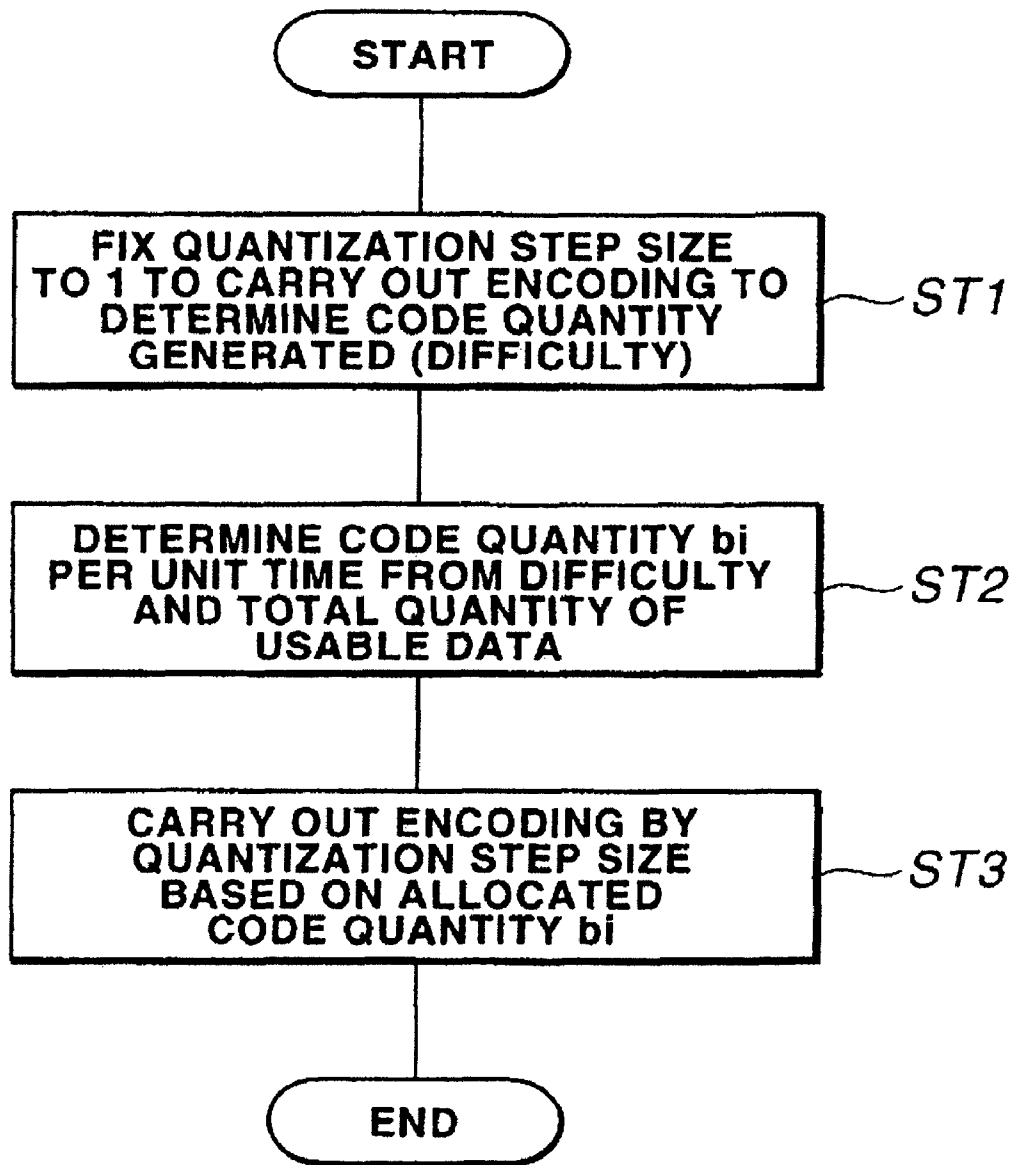 START
FIX QUANTIZATION STEP SIZE
TO 1 TO CARRY OUT ENCODING TO
DETERMINE CODE QUANTITY
GENERATED (DIFFICULTY)
ST1
DETERMINE CODE QUANTITY bi
PER UNIT TIME FROM DIFFICULTY
AND TOTAL QUANTITY OF
USABLE DATA
ST2
CARRY OUT ENCODING BY
QUANTIZATION STEP SIZE
BASED ON ALLOCATED
CODE QUANTITY bi
ST3
END